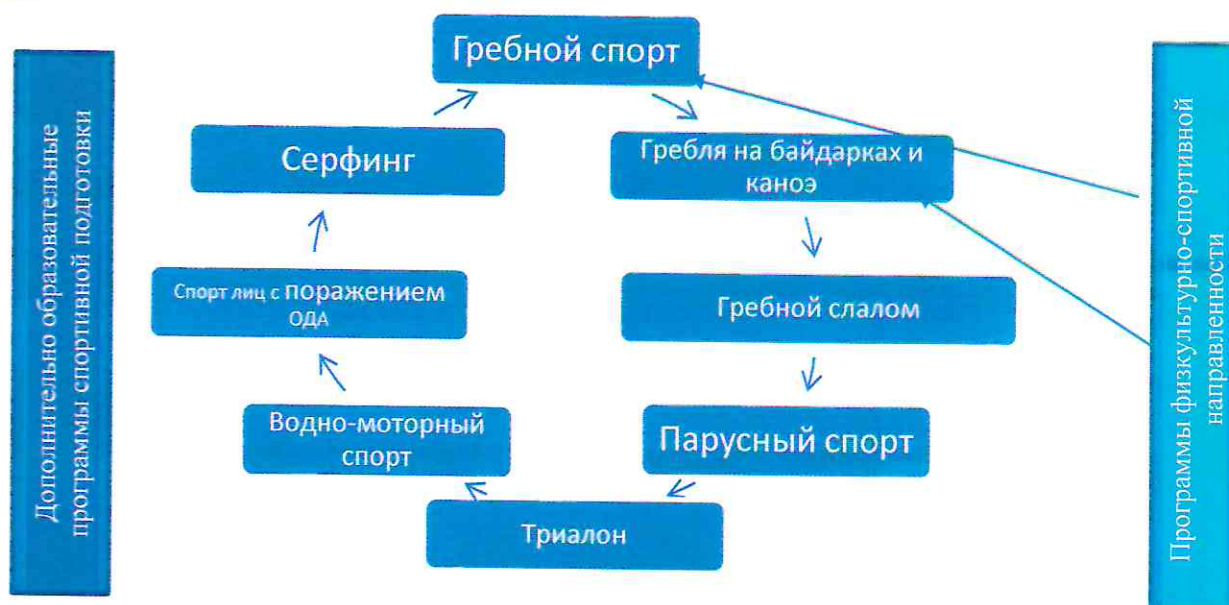 Дополнительно образовательные
программы спортивной подготовки
Гребной спорт
Гребля на байдарках и
каноэ
Гребной слалом
Парусный спорт
Триалон
Водно-моторный
спорт
Спорт лиц с поражением
ОДА
Серфинг
Программы физкультурно-спортивной
направленности